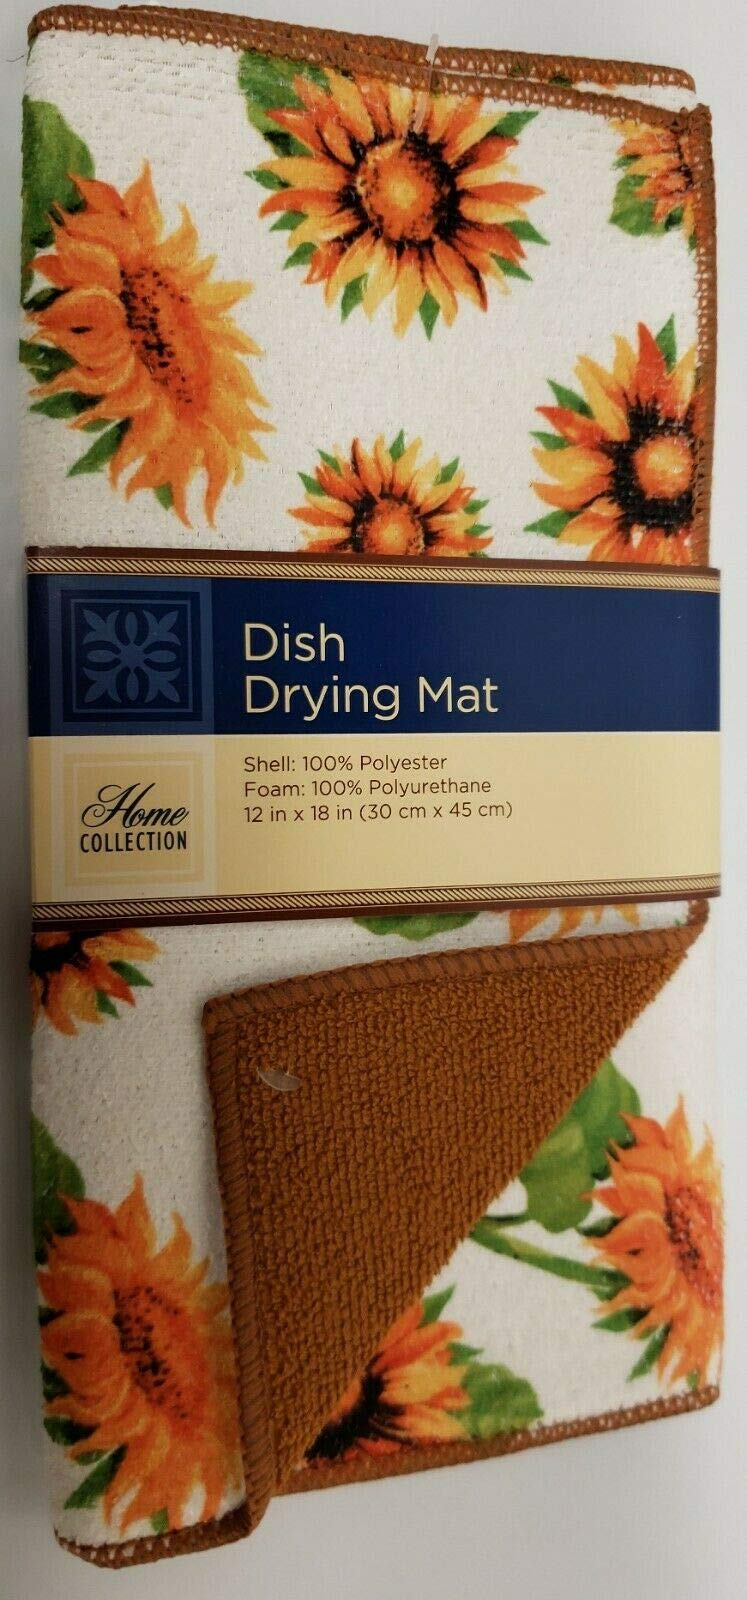 Dish
Drying Mat
Home
COLLECTION
Shell: 100% Polyester
Foam: 100% Polyurethane
12 in x 18 in (30 cm x 45 cm)